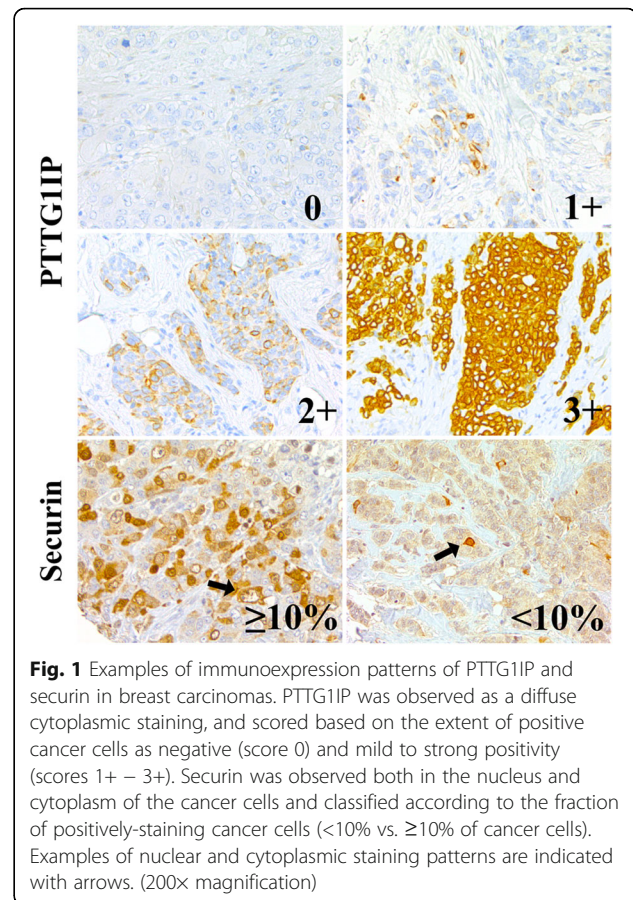 PTTG1IP
0
1+
2+
3+
Securin
≥10%
<10%
Fig. 1 Examples of immunoexpression patterns of PTTG1IP and
securin in breast carcinomas. PTTG1IP was observed as a diffuse
cytoplasmic staining, and scored based on the extent of positive
cancer cells as negative (score 0) and mild to strong positivity
(scores 1+ − 3+). Securin was observed both in the nucleus and
cytoplasm of the cancer cells and classified according to the fraction
of positively-staining cancer cells (<10% vs. ≥10% of cancer cells).
Examples of nuclear and cytoplasmic staining patterns are indicated
with arrows. (200× magnification)